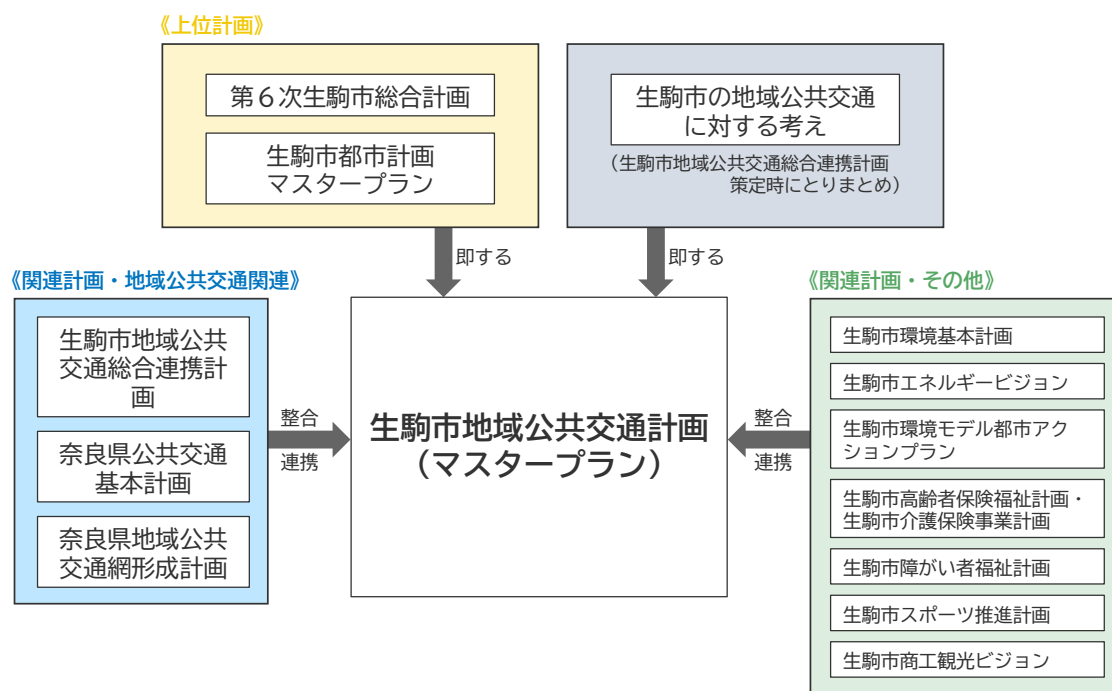 《上位計画》
第６次生駒市総合計画
生駒市都市計画
マスタープラン
生駒市の地域公共交通
に対する考え
（生駒市地域公共交通総合連携計画
策定時にとりまとめ）
即する
即する
《関連計画・地域公共交通関連》
生駒市地域公共
交通総合連携計
画
奈良県公共交通
基本計画
奈良県地域公共
交通網形成計画
整合
連携
生駒市地域公共交通計画
（マスタープラン）
整合
連携
《関連計画・その他》
生駒市環境基本計画
生駒市エネルギービジョン
生駒市環境モデル都市アク
ションプラン
生駒市高齢者保険福祉計画・
生駒市介護保険事業計画
生駒市障がい者福祉計画
生駒市スポーツ推進計画
生駒市商工観光ビジョン